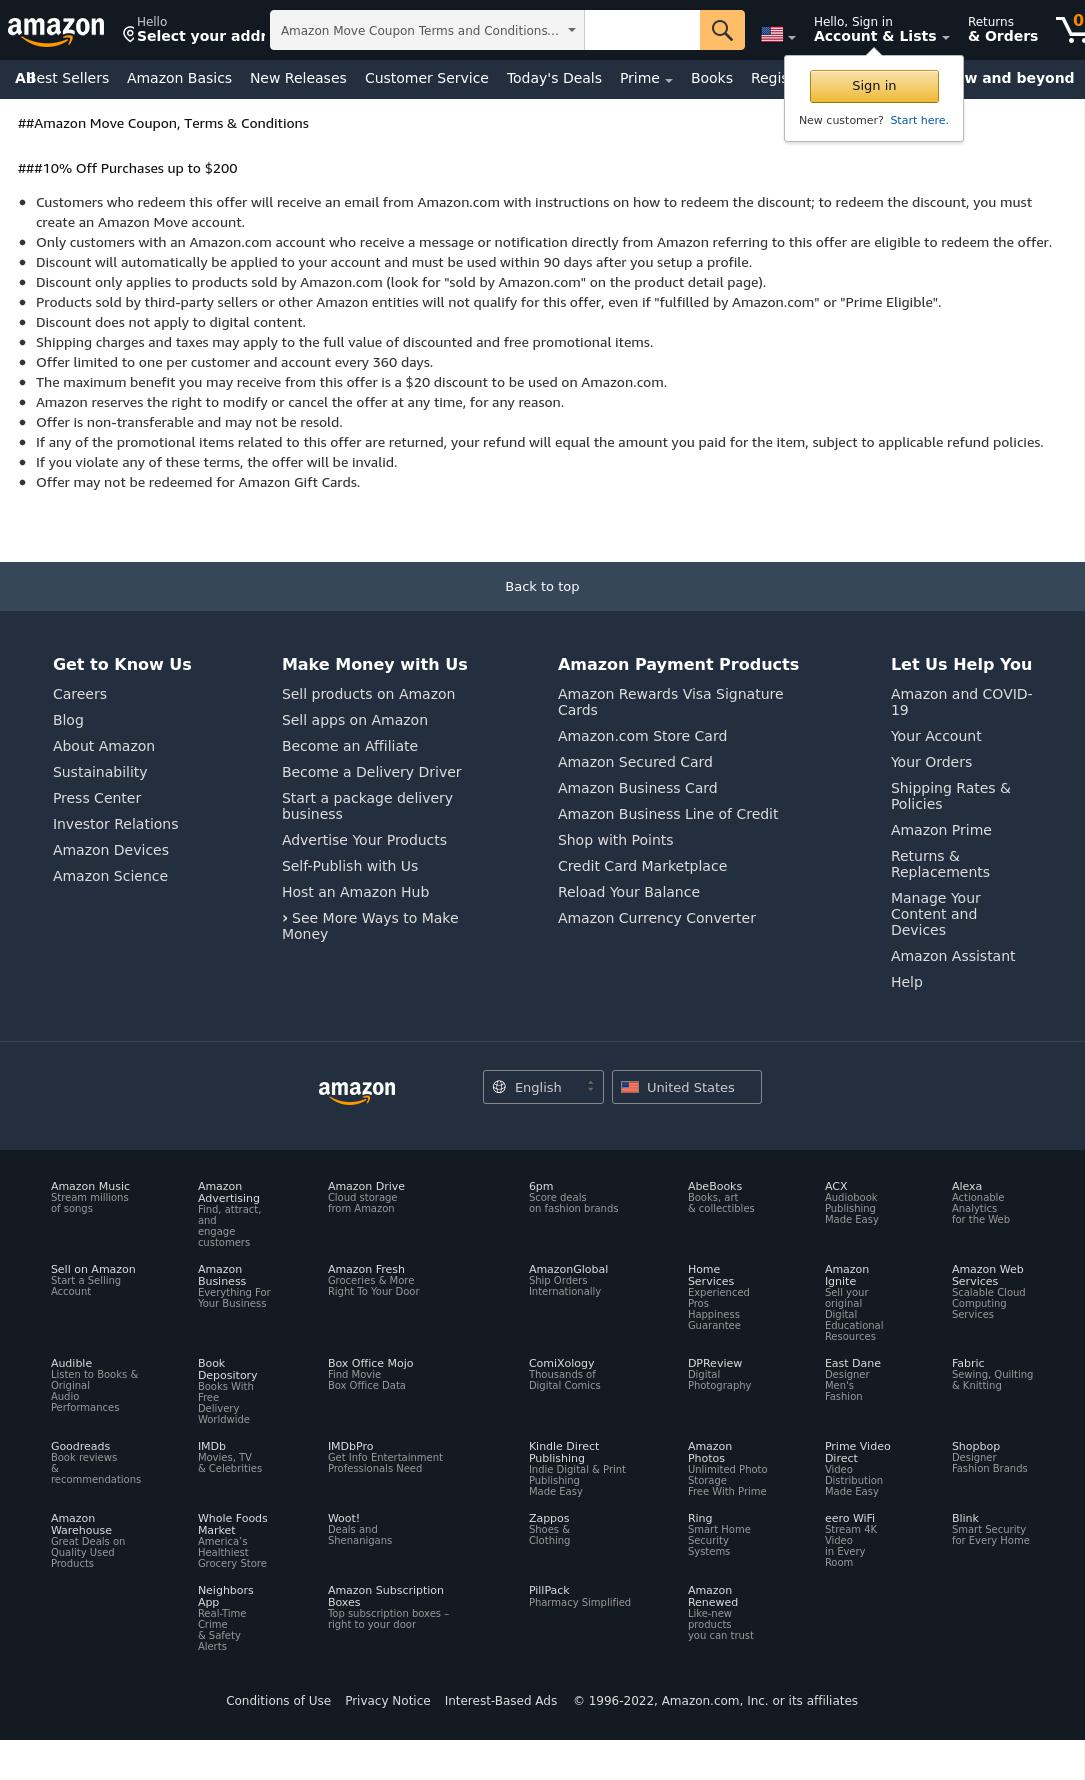 amazon
Hello
Select your addr
Amazon Move Coupon Terms and Conditions...
Hello, Sign in
Account & Lists
Returns
& Orders
0
All
Best Sellers
Amazon Basics
New Releases
Customer Service
Today's Deals
Prime
Books
Regis
w and beyond
Sign in
New customer? Start here.
##Amazon Move Coupon, Terms & Conditions
###10% Off Purchases up to $200
Customers who redeem this offer will receive an email from Amazon.com with instructions on how to redeem the discount; to redeem the discount, you must
create an Amazon Move account.
Only customers with an Amazon.com account who receive a message or notification directly from Amazon referring to this offer are eligible to redeem the offer.
Discount will automatically be applied to your account and must be used within 90 days after you setup a profile.
Discount only applies to products sold by Amazon.com (look for "sold by Amazon.com" on the product detail page).
Products sold by third-party sellers or other Amazon entities will not qualify for this offer, even if "fulfilled by Amazon.com" or "Prime Eligible".
Discount does not apply to digital content.
Shipping charges and taxes may apply to the full value of discounted and free promotional items.
Offer limited to one per customer and account every 360 days.
The maximum benefit you may receive from this offer is a $20 discount to be used on Amazon.com.
Amazon reserves the right to modify or cancel the offer at any time, for any reason.
Offer is non-transferable and may not be resold.
If any of the promotional items related to this offer are returned, your refund will equal the amount you paid for the item, subject to applicable refund policies.
If you violate any of these terms, the offer will be invalid.
Offer may not be redeemed for Amazon Gift Cards.
Back to top
Get to Know Us
Careers
Blog
About Amazon
Sustainability
Press Center
Investor Relations
Amazon Devices
Amazon Science
Make Money with Us
Sell products on Amazon
Sell apps on Amazon
Become an Affiliate
Become a Delivery Driver
Start a package delivery
business
Advertise Your Products
Self-Publish with Us
Host an Amazon Hub
› See More Ways to Make
Money
Amazon Payment Products
Amazon Rewards Visa Signature
Cards
Amazon.com Store Card
Amazon Secured Card
Amazon Business Card
Amazon Business Line of Credit
Shop with Points
Credit Card Marketplace
Reload Your Balance
Amazon Currency Converter
Let Us Help You
Amazon and COVID-
19
Your Account
Your Orders
Shipping Rates &
Policies
Amazon Prime
Returns &
Replacements
Manage Your
Content and
Devices
Amazon Assistant
Help
amazon
English
United States
Amazon Music
Stream millions
of songs
Amazon
Advertising
Find, attract,
and
engage
customers
Amazon Drive
Cloud storage
from Amazon
6pm
Score deals
on fashion brands
AbeBooks
Books, art
& collectibles
ACX
Audiobook
Publishing
Made Easy
Alexa
Actionable
Analytics
for the Web
Sell on Amazon
Start a Selling
Account
Amazon
Business
Everything For
Your Business
Amazon Fresh
Groceries & More
Right To Your Door
AmazonGlobal
Ship Orders
Internationally
Home
Services
Experienced
Pros
Happiness
Guarantee
Amazon
Ignite
Sell your
original
Digital
Educational
Resources
Amazon Web
Services
Scalable Cloud
Computing
Services
Audible
Listen to Books &
Original
Audio
Performances
Book
Depository
Books With
Free
Delivery
Worldwide
Box Office Mojo
Find Movie
Box Office Data
ComiXology
Thousands of
Digital Comics
DPReview
Digital
Photography
East Dane
Designer
Men's
Fashion
Fabric
Sewing, Quilting
& Knitting
Goodreads
Book reviews
&
recommendations
IMDb
Movies, TV
& Celebrities
IMDbPro
Get Info Entertainment
Professionals Need
Kindle Direct
Publishing
Indie Digital & Print
Publishing
Made Easy
Amazon
Photos
Unlimited Photo
Storage
Free With Prime
Prime Video
Direct
Video
Distribution
Made Easy
Shopbop
Designer
Fashion Brands
Amazon
Warehouse
Great Deals on
Quality Used
Products
Whole Foods
Market
America's
Healthiest
Grocery Store
Woot!
Deals and
Shenanigans
Zappos
Shoes &
Clothing
Ring
Smart Home
Security
Systems
eero WiFi
Stream 4K
Video
in Every
Room
Blink
Smart Security
for Every Home
Neighbors
App
Real-Time
Crime
& Safety
Alerts
Amazon Subscription
Boxes
Top subscription boxes –
right to your door
PillPack
Pharmacy Simplified
Amazon
Renewed
Like-new
products
you can trust
Conditions of Use
Privacy Notice
Interest-Based Ads
© 1996-2022, Amazon.com, Inc. or its affiliates